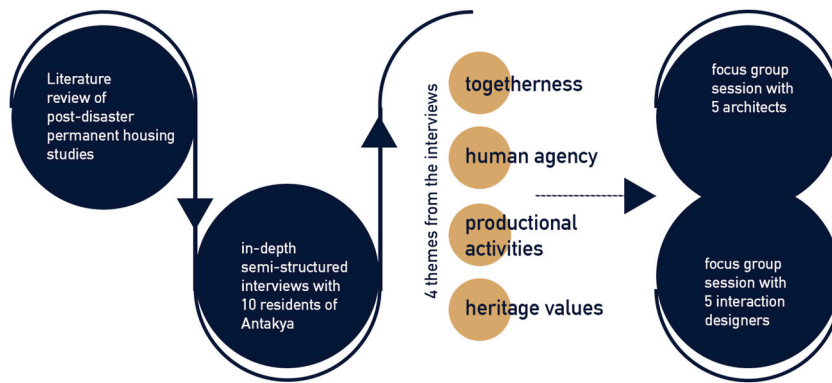 Literature
review of
post-disaster
permanent housing
studies
in-depth
semi-structured
interviews with
10 residents of
Antakya
4 themes from the interviews
togetherness
human agency
productional
activities
heritage values
focus group
session with
5 architects
focus group
session with
5 interaction
designers